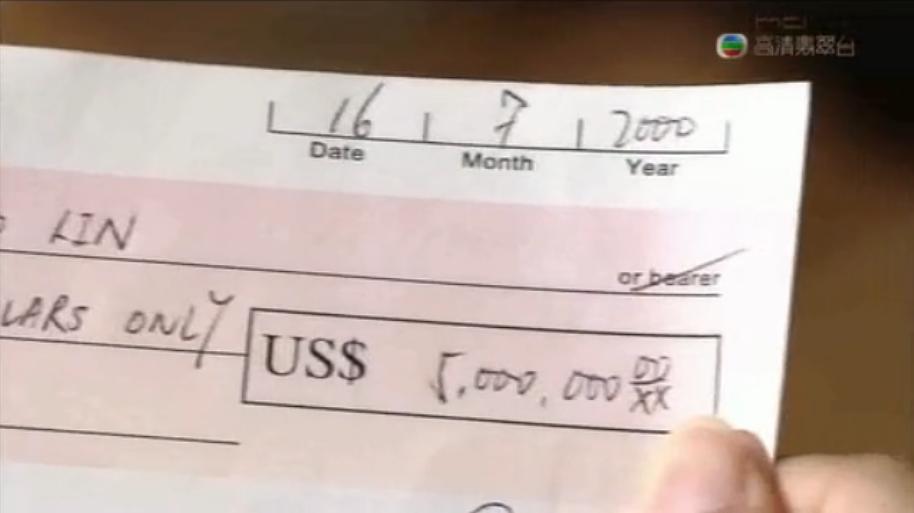 高清翡翠台
16 7 2000
Date Month Year
LIN
or bearer
LARS ONLY
US$ 5,000,000 00/XX